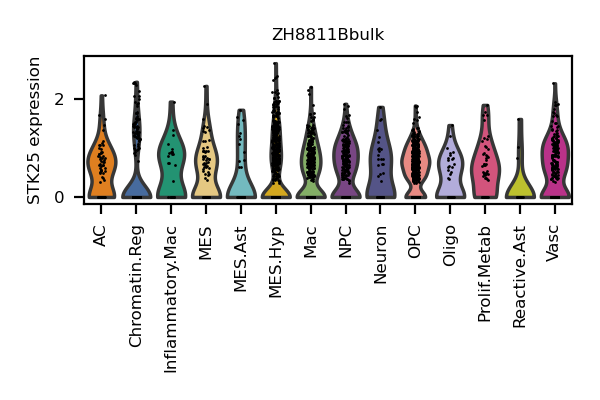 ZH8811Bbulk
STK25 expression
2
0
AC
Chromatin.Reg
Inflammatory.Mac
MES
MES.Ast
MES.Hyp
Mac
NPC
Neuron
OPC
Oligo
Prolif.Metab
Reactive.Ast
Vasc